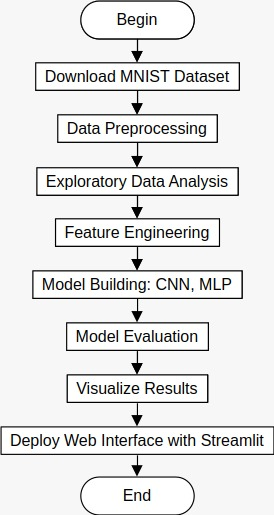 Begin
Download MNIST Dataset
Data Preprocessing
Exploratory Data Analysis
Feature Engineering
Model Building: CNN, MLP
Model Evaluation
Visualize Results
Deploy Web Interface with Streamlit
End